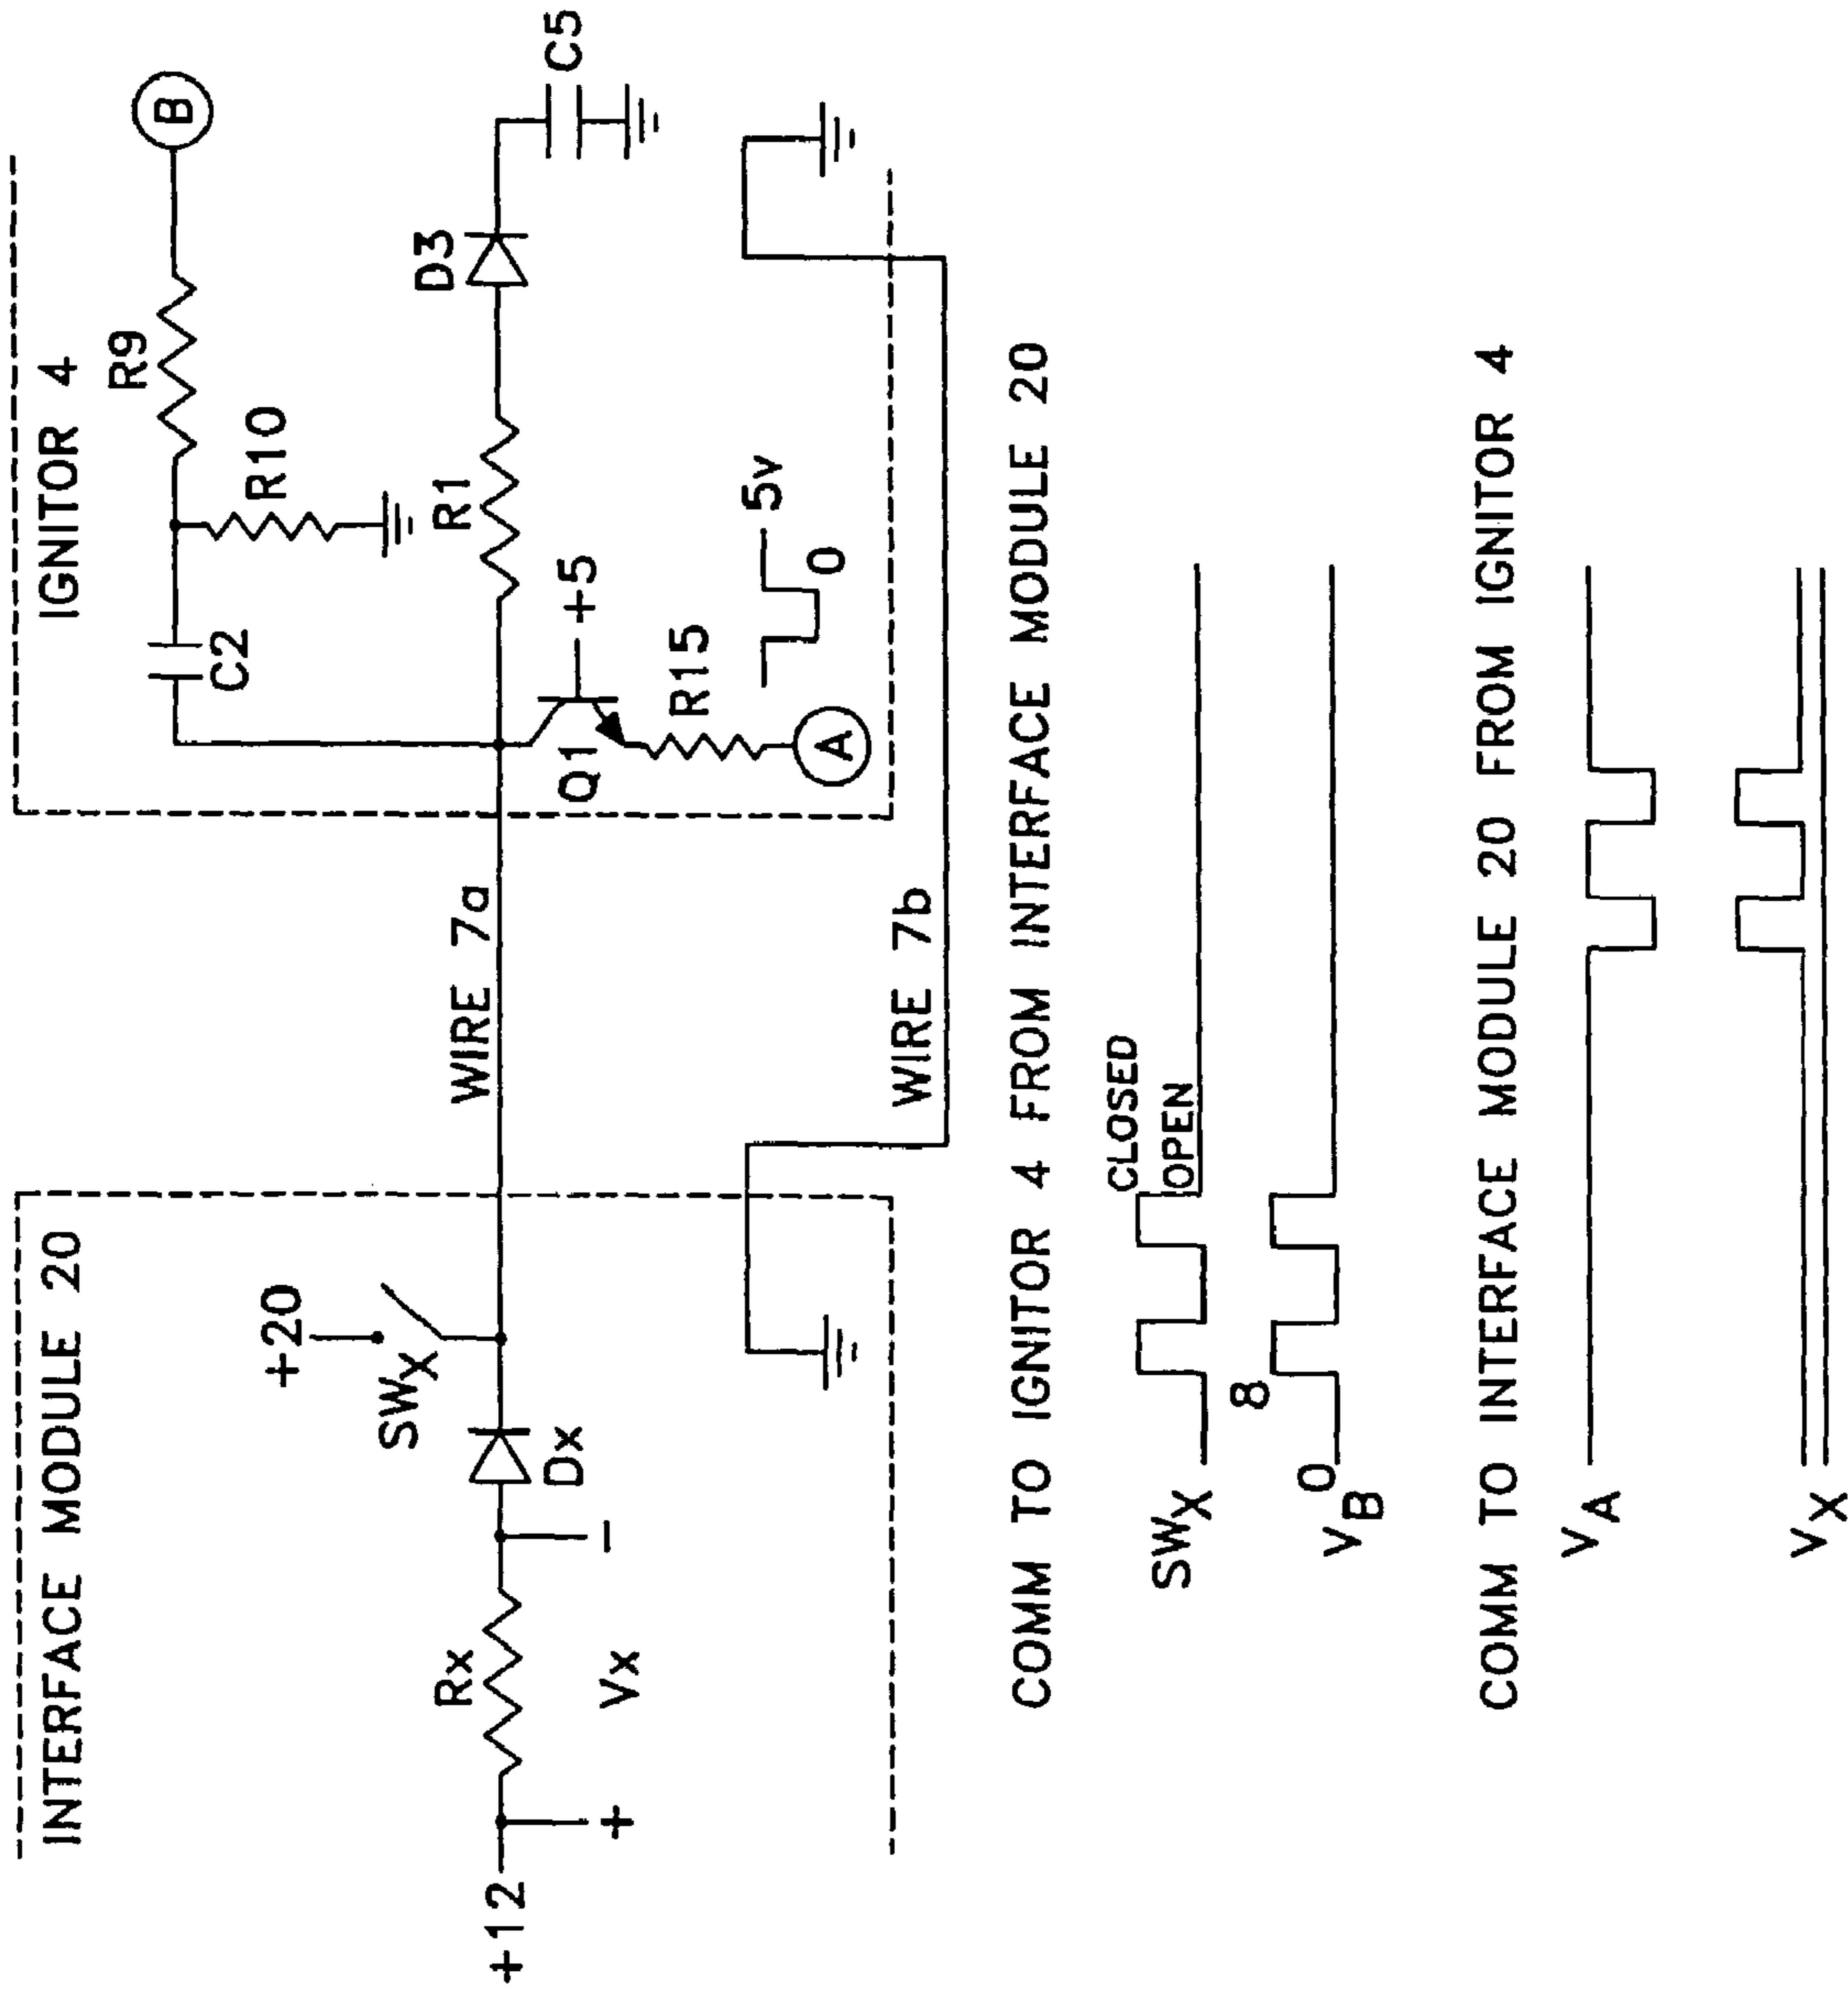 INTERFACE MODULE 20
IGNITOR 4
B
R9
R10
C2
+20
SWX
+12
Rx
Vx
+
−
Dx
WIRE 7a
R1
D3
C5
Q1
+5
R15
A
5v
0
WIRE 7b
COMM TO IGNITOR 4 FROM INTERFACE MODULE 20
SWX
CLOSED
OPEN
8
0
VB
COMM TO INTERFACE MODULE 20 FROM IGNITOR 4
VA
VX